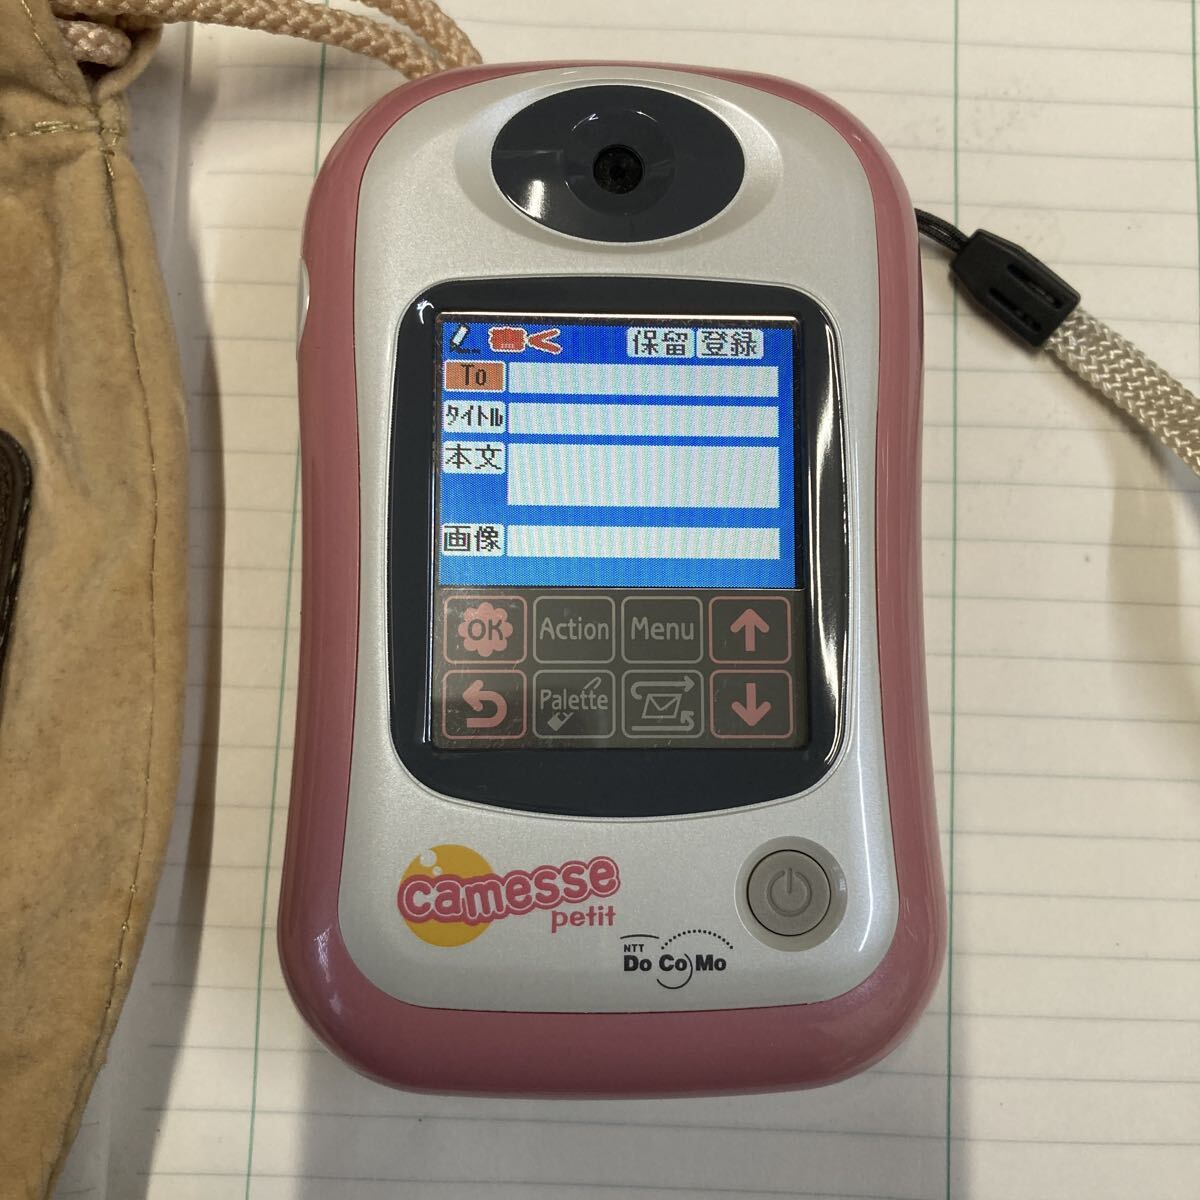 書く 保留 登録
To
タイトル
本文
画像
OK Action Menu
Palette
camesse
petit
NTT
DoCoMo